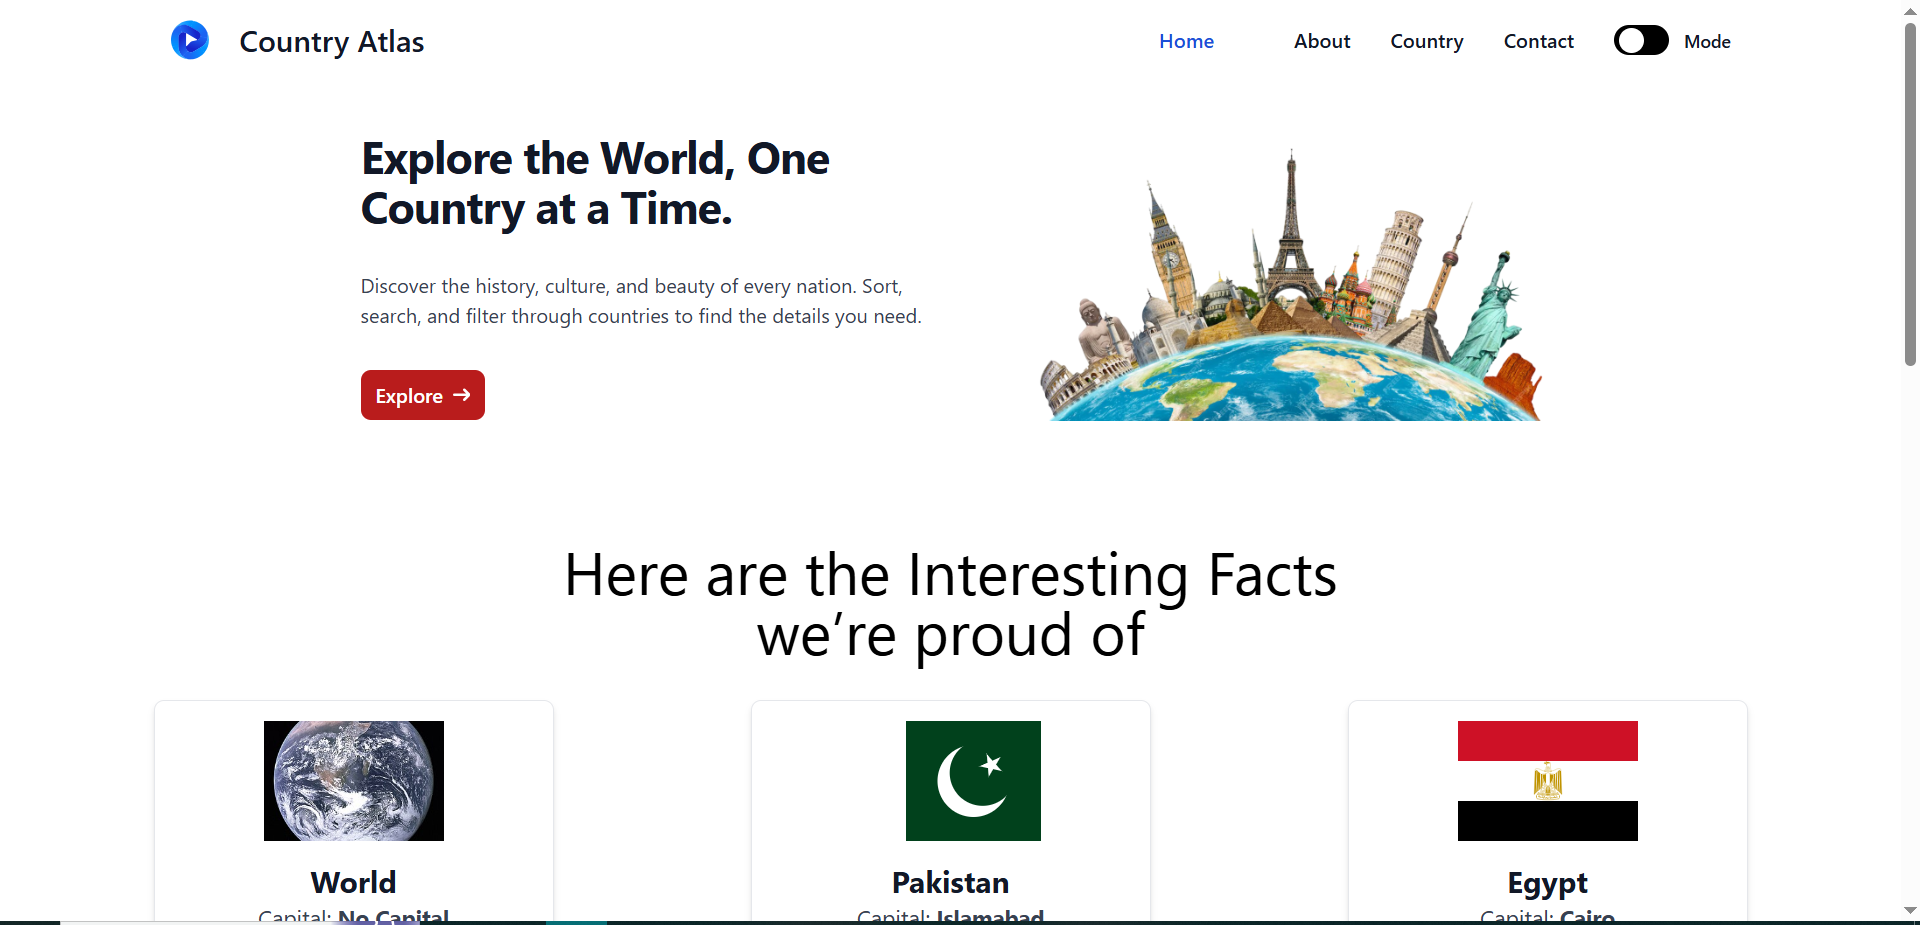 Country Atlas
Home
About
Country
Contact
Mode
Explore the World, One
Country at a Time.
Discover the history, culture, and beauty of every nation. Sort,
search, and filter through countries to find the details you need.
Explore →
Here are the Interesting Facts
we’re proud of
World
Capital: No Capital
Pakistan
Capital: Islamabad
Egypt
Capital: Cairo